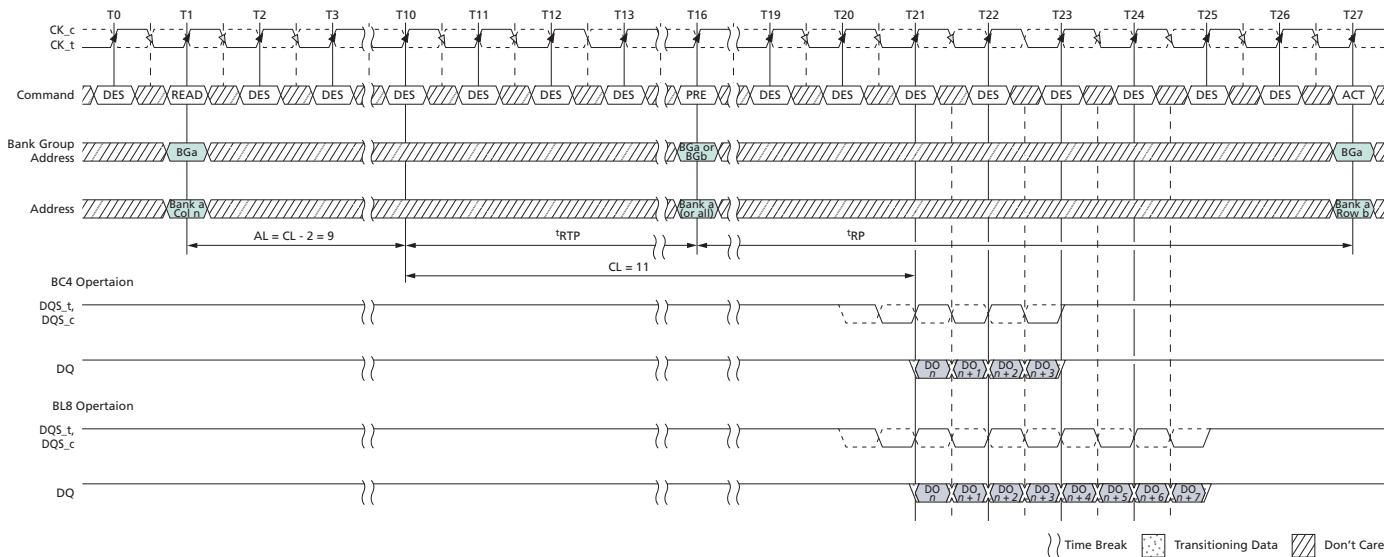 T0 T1 T2 T3 T10 T11 T12 T13 T16 T19 T20 T21 T22 T23 T24 T25 T26 T27
CK_c
CK_t
Command DES READ DES DES DES DES DES DES PRE DES DES DES DES DES DES DES DES ACT
Bank Group
Address
BGa
BGa or
BGb
BGa
Address
Bank a
Col n
Bank a
(or all)
Bank a
Row b
AL = CL - 2 = 9
tRTP
tRP
CL = 11
BC4 Opertaion
DQS_t,
DQS_c
DQ
DO
n
DO
n + 1
DO
n + 2
DO
n + 3
BL8 Opertaion
DQS_t,
DQS_c
DQ
DO
n
DO
n + 1
DO
n + 2
DO
n + 3
DO
n + 4
DO
n + 5
DO
n + 6
DO
n + 7
Time Break Transitioning Data Don't Care